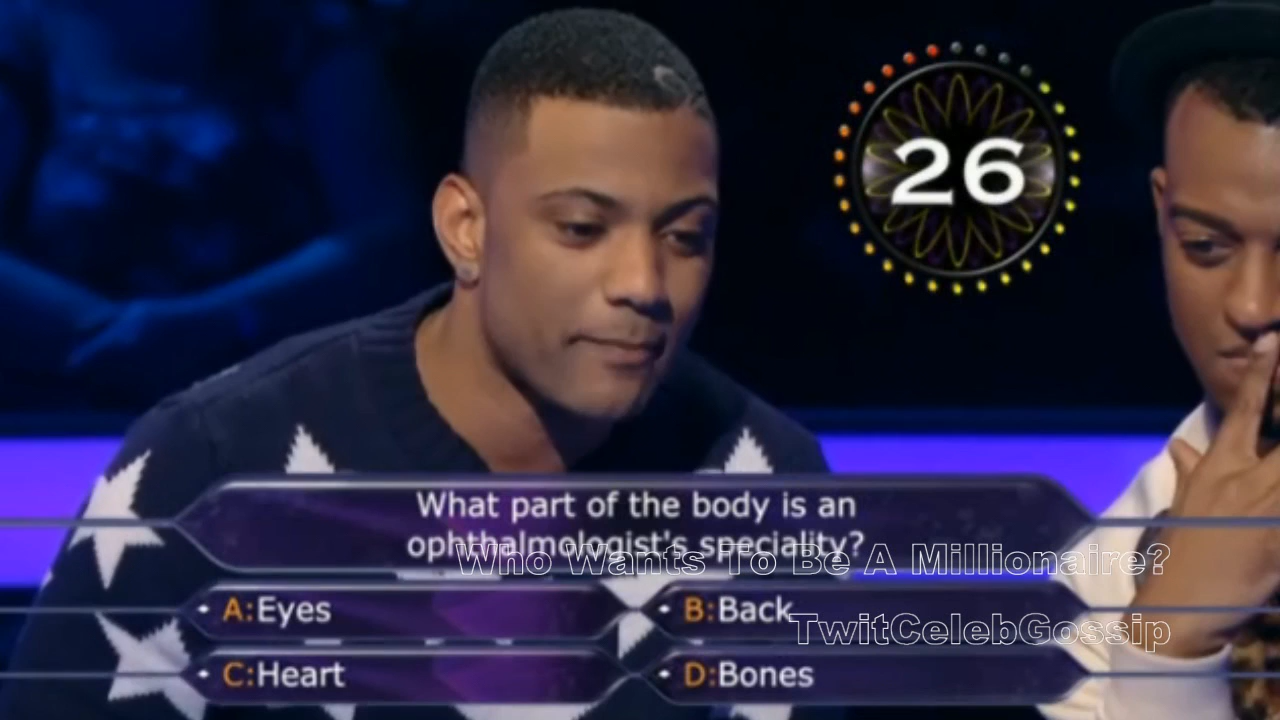 26
What part of the body is an
ophthalmologist's speciality?
Who Wants To Be A Millionaire?
A:Eyes
B:Back
TwitCelebGossip
C:Heart
D:Bones